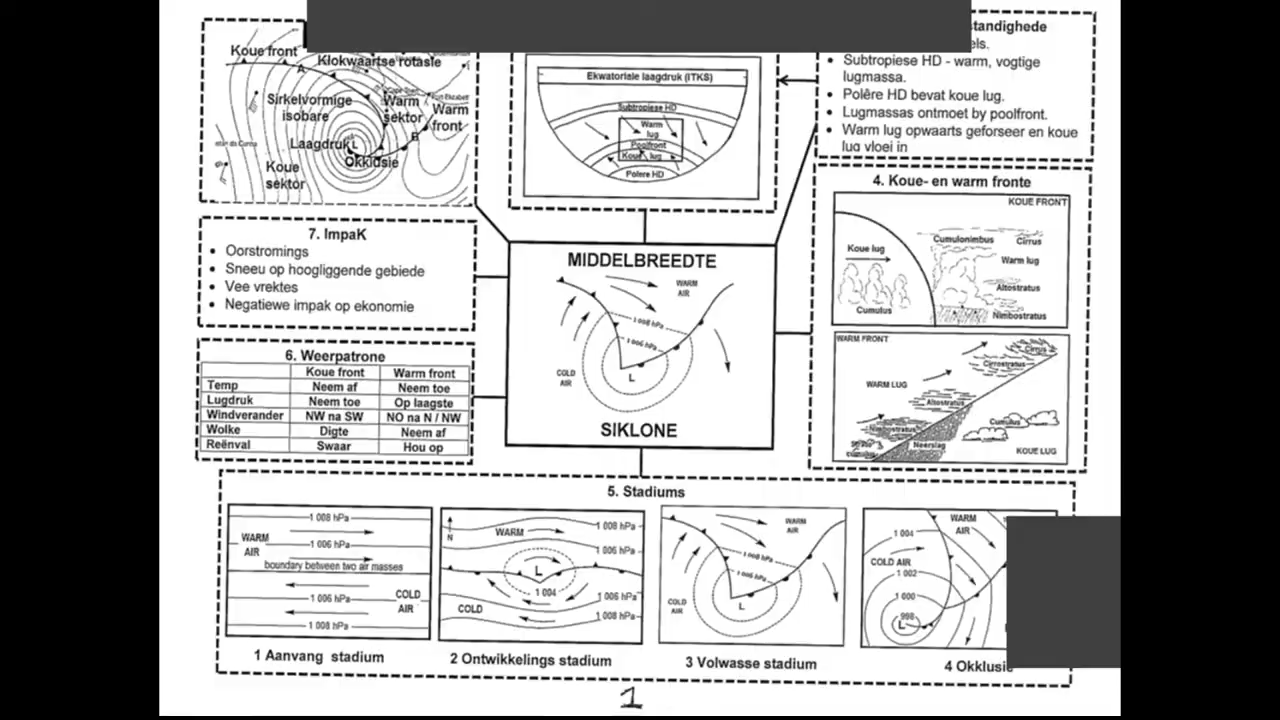 Koue front
Klokwaartse rotasie
A
Sirkelvormige
isobare
Warm
sektor
Warm
front
B
Laagdruk L
Okklusie
Koue
sektor
Ekwatoriale laagdruk (ITKS)
Subtropiese HD
Warm
lug
Poolfront
Koue lug
Polêre HD
standighede
els.
• Subtropiese HD - warm, vogtige
lugmassa.
• Polêre HD bevat koue lug.
• Lugmassas ontmoet by poolfront.
• Warm lug opwaarts geforseer en koue
lug vloei in
7. ImpaK
• Oorstromings
• Sneeu op hoogliggende gebiede
• Vee vrektes
• Negatiewe impak op ekonomie
MIDDELBREEDTE
WARM
AIR
1 008 hPa
1 006 hPa
COLD
AIR
L
SIKLONE
4. Koue- en warm fronte
KOUE FRONT
Koue lug
Cumulonimbus
Cirrus
Warm lug
Altostratus
Cumulus
Nimbostratus
WARM FRONT
Cirrus
Cirrostratus
WARM LUG
Altostratus
Cumulus
Nimbostratus
Neerslag
KOUE LUG
6. Weerpatrone
Koue front Warm front
Temp Neem af Neem toe
Lugdruk Neem toe Op laagste
Windverander NW na SW NO na N / NW
Wolke Digte Neem af
Reënval Swaar Hou op
5. Stadiums
1 008 hPa
WARM
AIR
1 006 hPa
boundary between two air masses
1 006 hPa
COLD
AIR
1 008 hPa
1 Aanvang stadium
N
WARM
1 008 hPa
1 006 hPa
L
1 004
1 006 hPa
COLD
1 008 hPa
2 Ontwikkelings stadium
WARM
AIR
1 008 hPa
1 006 hPa
COLD
AIR
L
3 Volwasse stadium
WARM
AIR
1 004
COLD AIR
1 002
1 000
998
L
4 Okklusie
1